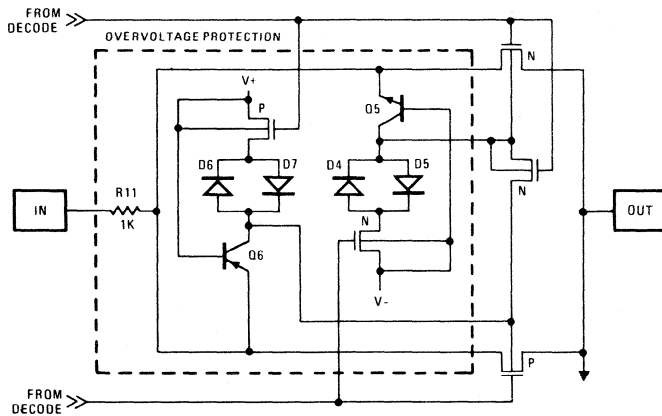 FROM
DECODE
OVERVOLTAGE PROTECTION
N
V+
P
Q5
D6
D7
D4
D5
N
R11
IN
1K
N
OUT
Q6
V-
P
FROM
DECODE